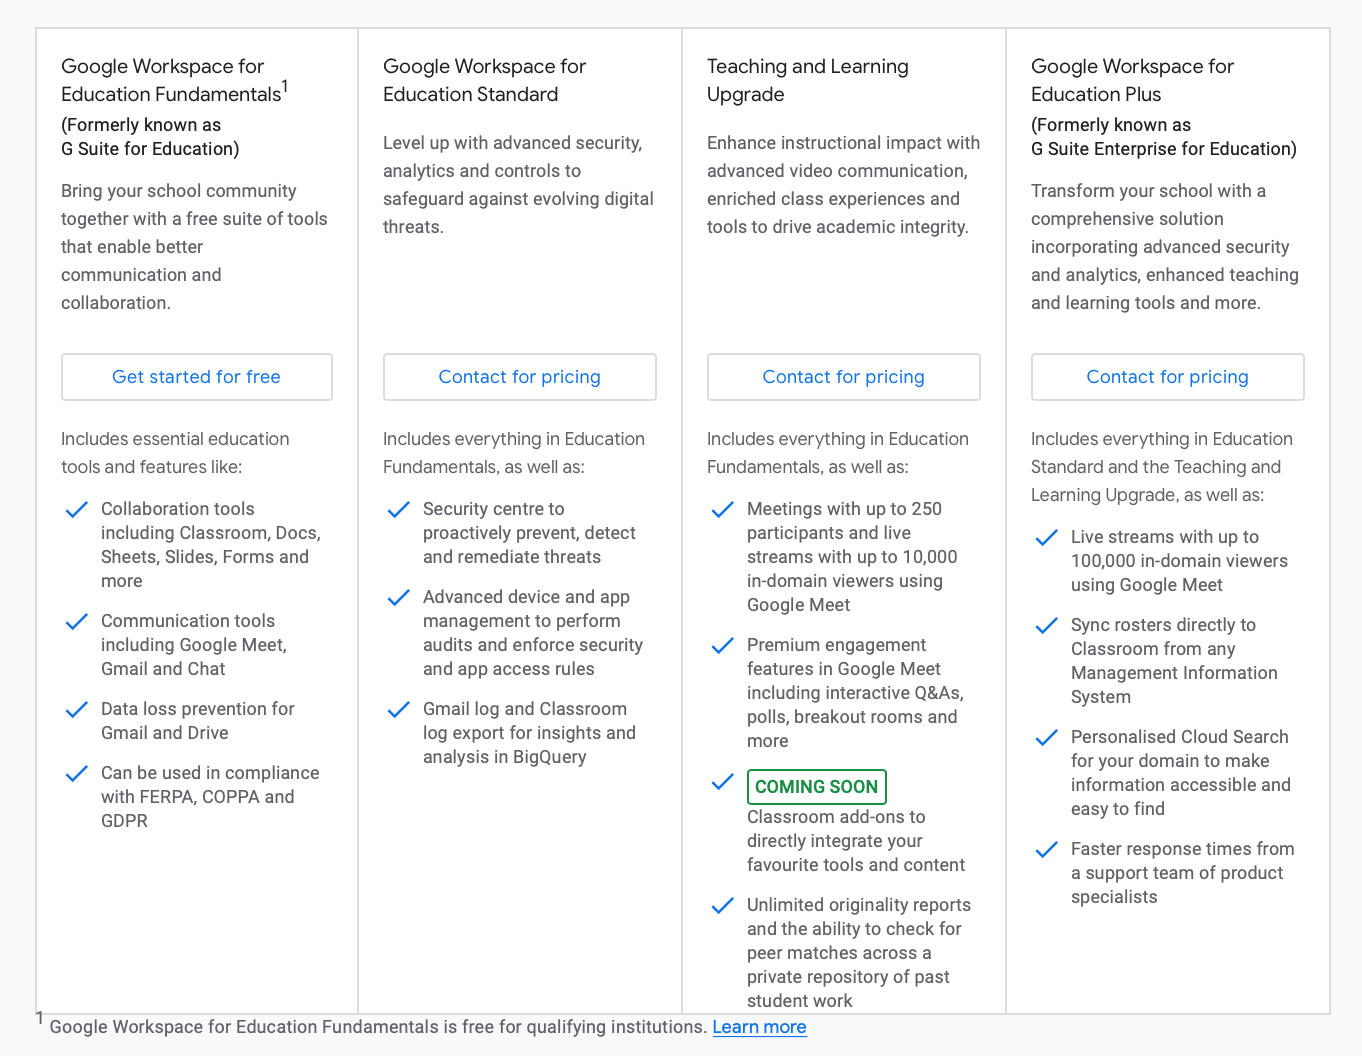 Google Workspace for
Education Fundamentals1
(Formerly known as
G Suite for Education)
Bring your school community
together with a free suite of tools
that enable better
communication and
collaboration.
Get started for free
Includes essential education
tools and features like:
Collaboration tools
including Classroom, Docs,
Sheets, Slides, Forms and
more
Communication tools
including Google Meet,
Gmail and Chat
Data loss prevention for
Gmail and Drive
Can be used in compliance
with FERPA, COPPA and
GDPR
Google Workspace for
Education Standard
Level up with advanced security,
analytics and controls to
safeguard against evolving digital
threats.
Contact for pricing
Includes everything in Education
Fundamentals, as well as:
Security centre to
proactively prevent, detect
and remediate threats
Advanced device and app
management to perform
audits and enforce security
and app access rules
Gmail log and Classroom
log export for insights and
analysis in BigQuery
Teaching and Learning
Upgrade
Enhance instructional impact with
advanced video communication,
enriched class experiences and
tools to drive academic integrity.
Contact for pricing
Includes everything in Education
Fundamentals, as well as:
Meetings with up to 250
participants and live
streams with up to 10,000
in-domain viewers using
Google Meet
Premium engagement
features in Google Meet
including interactive Q&As,
polls, breakout rooms and
more
COMING SOON
Classroom add-ons to
directly integrate your
favourite tools and content
Unlimited originality reports
and the ability to check for
peer matches across a
private repository of past
student work
Google Workspace for
Education Plus
(Formerly known as
G Suite Enterprise for Education)
Transform your school with a
comprehensive solution
incorporating advanced security
and analytics, enhanced teaching
and learning tools and more.
Contact for pricing
Includes everything in Education
Standard and the Teaching and
Learning Upgrade, as well as:
Live streams with up to
100,000 in-domain viewers
using Google Meet
Sync rosters directly to
Classroom from any
Management Information
System
Personalised Cloud Search
for your domain to make
information accessible and
easy to find
Faster response times from
a support team of product
specialists
1 Google Workspace for Education Fundamentals is free for qualifying institutions. Learn more